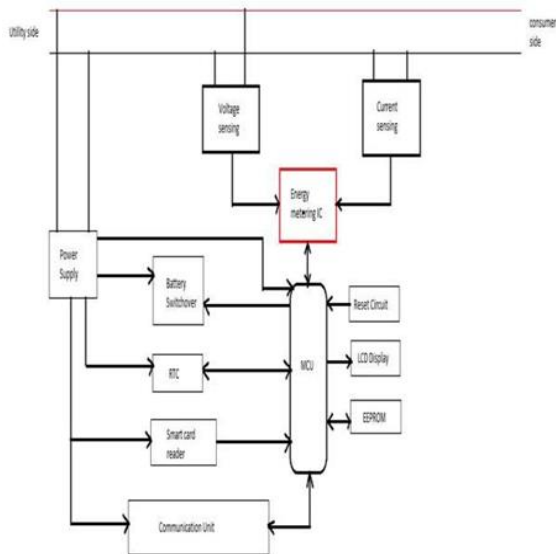 Utility side
consumer
side
Voltage
sensing
Current
sensing
Energy
metering IC
Power
Supply
Battery
Switchover
Reset Circuit
MCU
LCD Display
RTC
EEPROM
Smart card
reader
Communication Unit